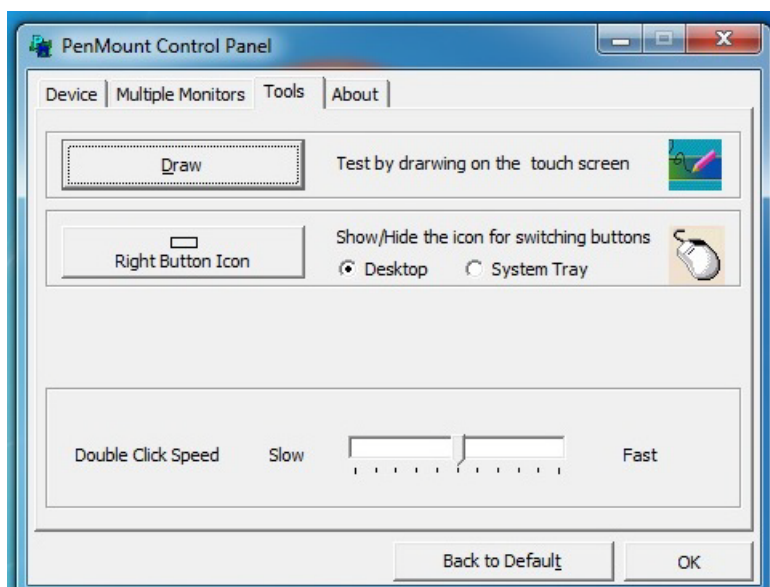 PenMount Control Panel
Device Multiple Monitors Tools About
Draw Test by drarwing on the touch screen
Right Button Icon Show/Hide the icon for switching buttons
Desktop System Tray
Double Click Speed Slow Fast
Back to Default OK